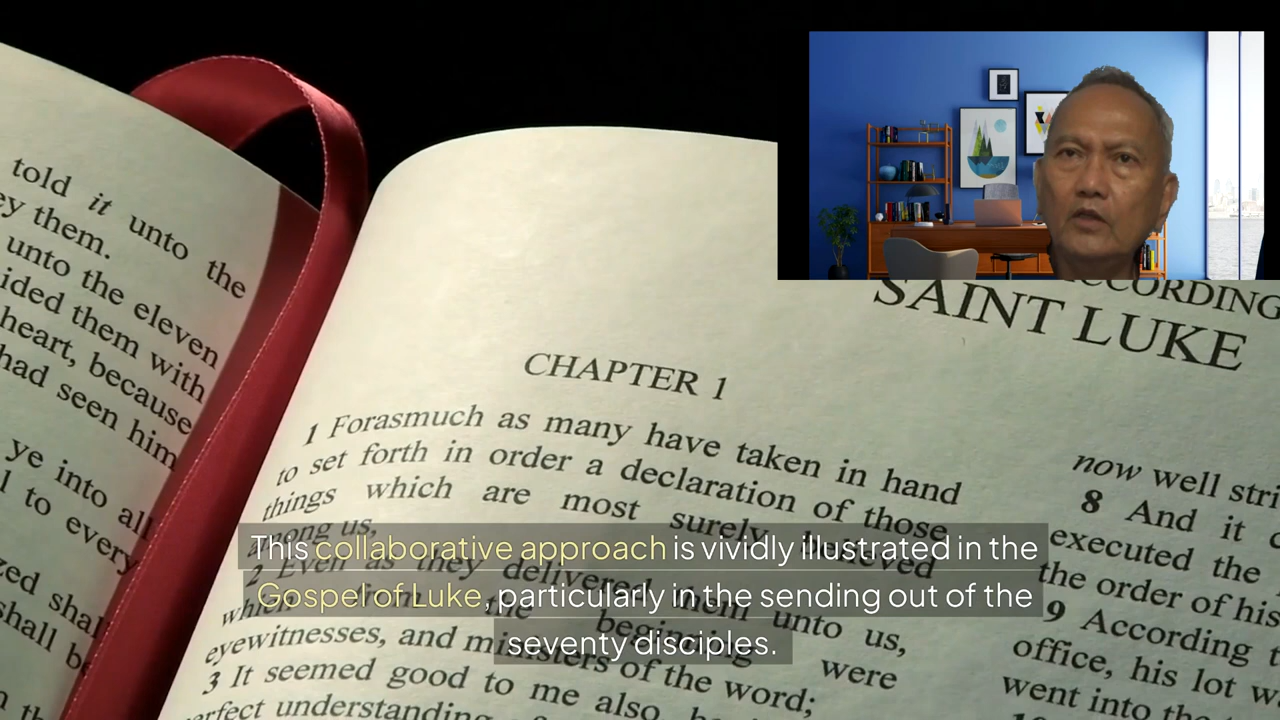 told it unto the
ey them.
unto the eleven
ided them with
heart, because
had seen him
ye into all
to every
shall be
ACCORDING
SAINT LUKE
CHAPTER 1
1 Forasmuch as many have taken in hand
to set forth in order a declaration of those
things which are most surely believed
among us,
2 Even as they delivered them unto us,
which from the beginning were
eyewitnesses, and ministers of the word;
3 It seemed good to me also,
perfect understanding
now well stri
8 And it
executed the
the order of his
9 According t
office, his lot w
went into the
10
This collaborative approach is vividly illustrated in the
Gospel of Luke, particularly in the sending out of the
seventy disciples.